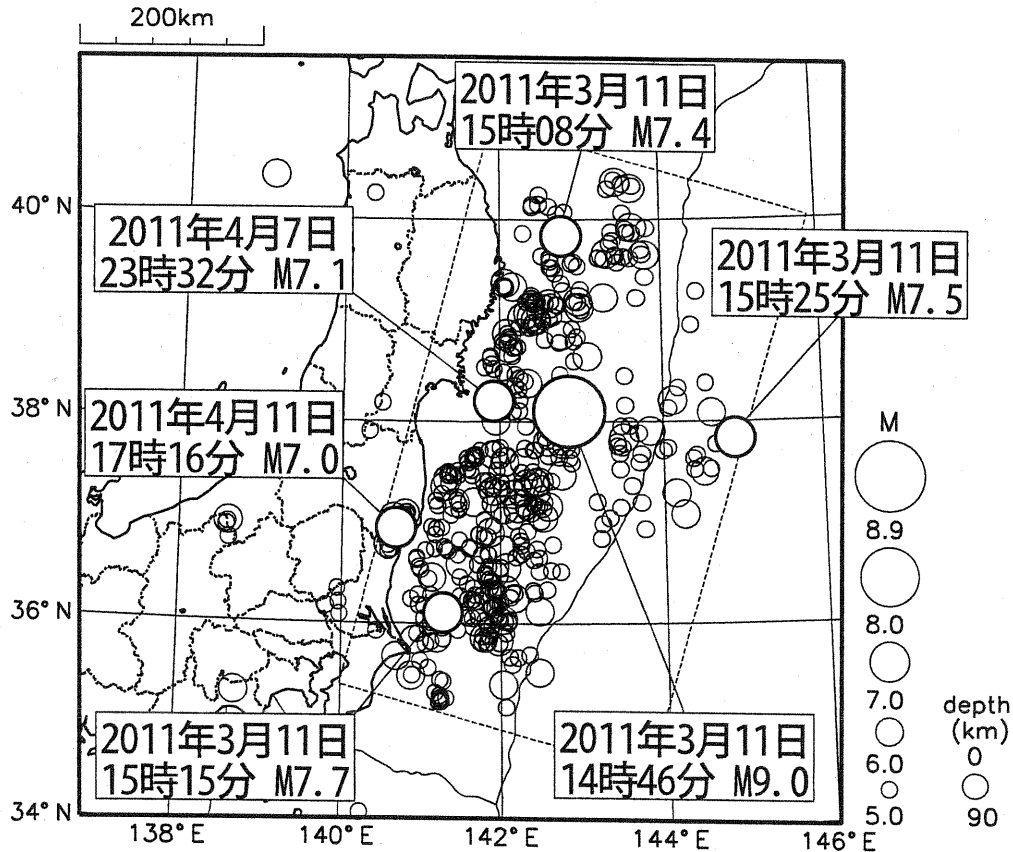 200km
2011年3月11日
15時08分 M7.4
40°N
2011年4月7日
23時32分 M7.1
2011年3月11日
15時25分 M7.5
38°N
2011年4月11日
17時16分 M7.0
M
8.9
8.0
7.0
6.0
5.0
36°N
depth
(km)
0
90
2011年3月11日
15時15分 M7.7
2011年3月11日
14時46分 M9.0
34°N
138°E
140°E
142°E
144°E
146°E